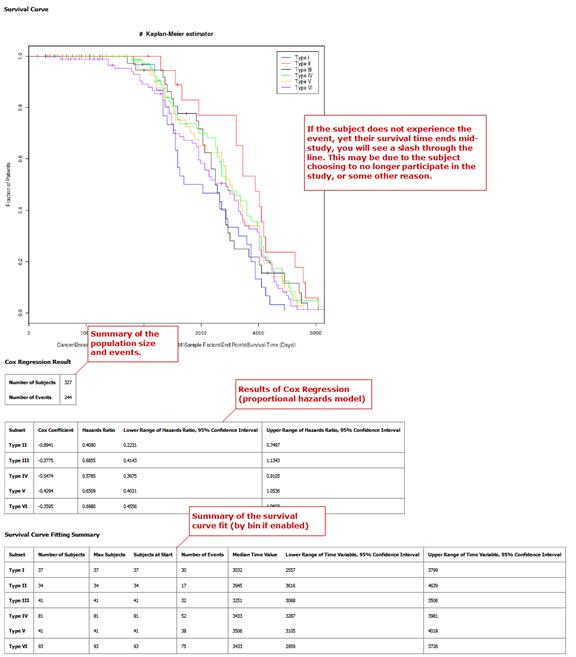 Survival Curve
# Kaplan-Meier estimator
Type I
Type II
Type III
Type IV
Type V
Type VI
1.0
0.8
0.6
0.4
0.2
0.0
Fraction of Patients
If the subject does not experience the
event, yet their survival time ends mid-
study, you will see a slash through the
line. This may be due to the subject
choosing to no longer participate in the
study, or some other reason.
0
3000
4000
5000
Sample Factors\End Points\Survival Time (Days)\
Summary of the
population size
and events.
Cox Regression Result
Number of Subjects 327
Number of Events 244
Results of Cox Regression
(proportional hazards model)
Subset Cox Coefficient Hazards Ratio Lower Range of Hazards Ratio, 95% Confidence Interval Upper Range of Hazards Ratio, 95% Confidence Interval
Type II -0.8941 0.4090 0.2231 0.7497
Type III -0.3775 0.6855 0.4143 1.1343
Type IV -0.5474 0.5785 0.3675 0.9105
Type V -0.4294 0.6509 0.4021 1.0536
Type VI -0.3595 0.6980 0.4556
Summary of the survival
curve fit (by bin if enabled)
Survival Curve Fitting Summary
Subset Number of Subjects Max Subjects Subjects at Start Number of Events Median Time Value Lower Range of Time Variable, 95% Confidence Interval Upper Range of Time Variable, 95% Confidence Interval
Type I 37 37 37 30 3032 2557 3799
Type II 34 34 34 17 3945 3616 4639
Type III 41 41 41 32 3251 3068 3506
Type IV 81 81 81 52 3433 3287 3981
Type V 41 41 41 38 3506 3105 4018
Type VI 93 93 93 75 3433 2959 3726